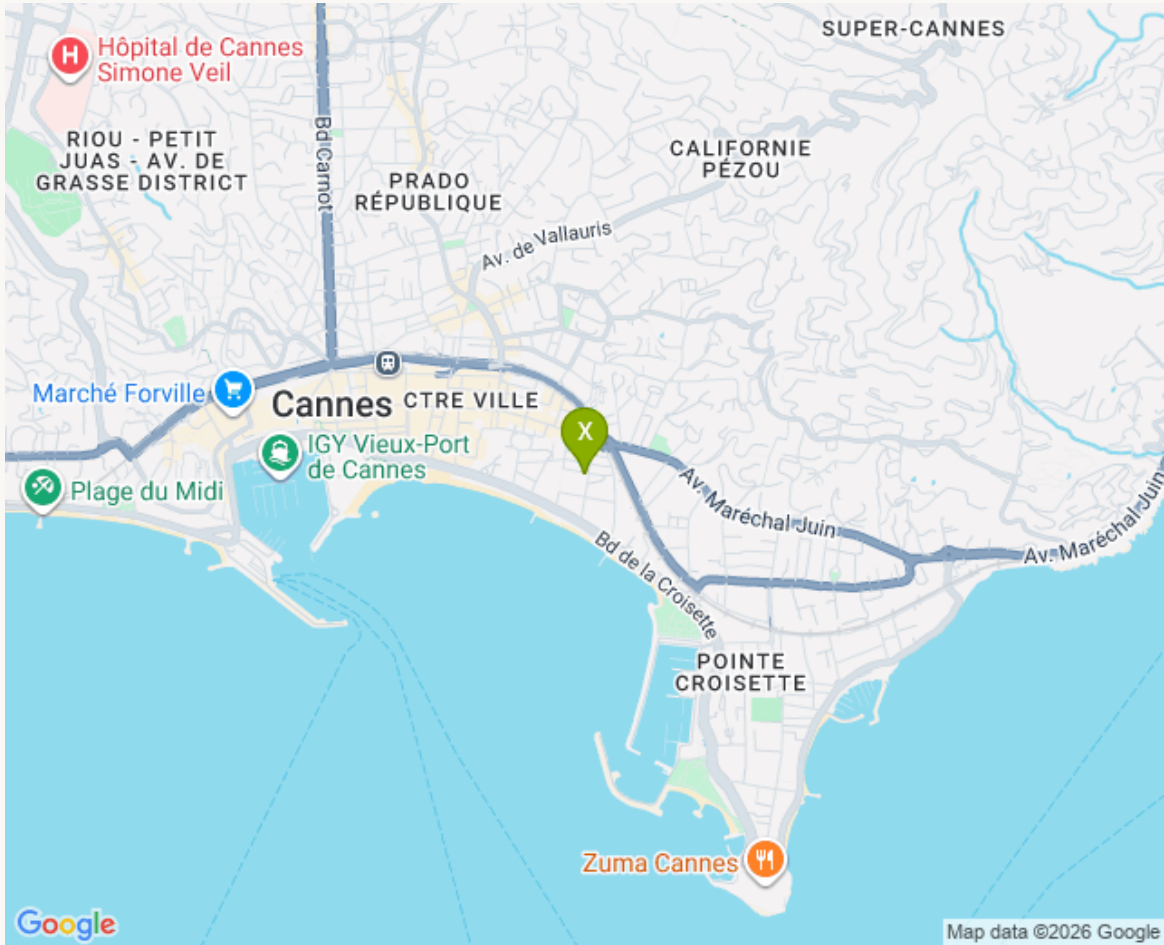 SUPER-CANNES
Hôpital de Cannes
Simone Veil
H
RIOU - PETIT
JUAS - AV. DE
GRASSE DISTRICT
Bd Carnot
CALIFORNIE
PÉZOU
PRADO
RÉPUBLIQUE
Av. de Vallauris
Marché Forville
Cannes
CTRE VILLE
X
IGY Vieux-Port
de Cannes
Plage du Midi
Av. Maréchal Juin
Av. Maréchal Juin
Bd de la Croisette
POINTE
CROISETTE
Zuma Cannes
Google
Map data ©2026 Google